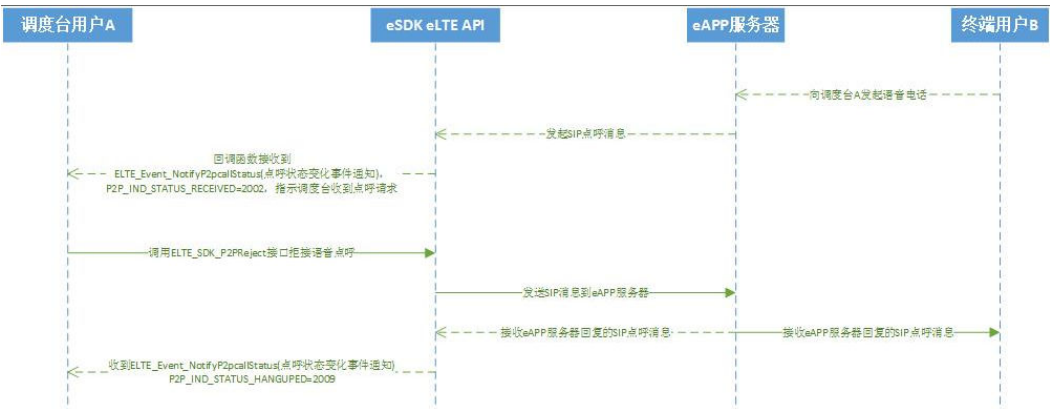 调度台用户A
eSDK eLTE API
eAPP服务器
终端用户B
向调度台A发起语音电话
发起SIP点呼消息
回调函数接收到
ELTE_Event_NotifyP2pcallStatus(点呼状态变化事件通知),
P2P_IND_STATUS_RECEIVED=2002, 指示调度台收到点呼请求
调用ELTE_SDK_P2PReject接口拒接语音点呼
发送SIP消息到eAPP服务器
接收eAPP服务器回复的SIP点呼消息
接收eAPP服务器回复的SIP点呼消息
收到ELTE_Event_NotifyP2pcallStatus(点呼状态变化事件通知)
P2P_IND_STATUS_HANGUPED=2009